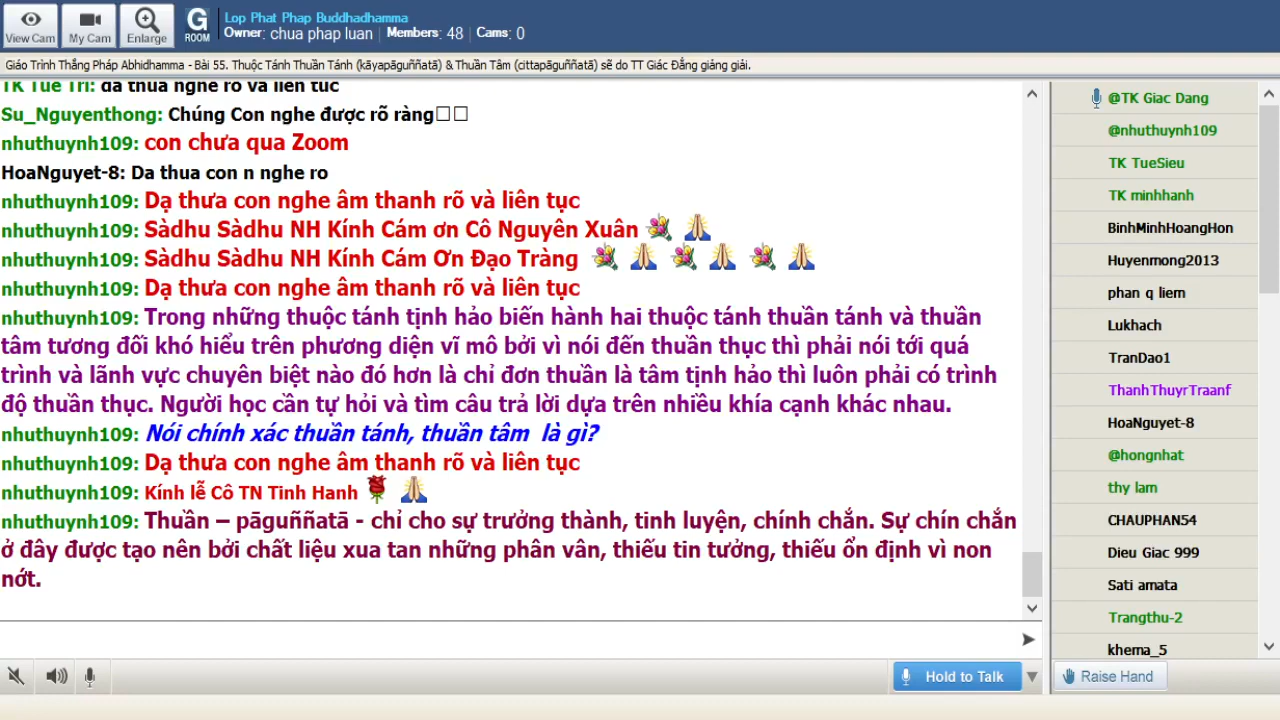 View Cam
My Cam
Enlarge
G
ROOM
Lop Phat Phap Buddhadhamma
Owner: chua phap luan Members: 48 Cams: 0
Giáo Trình Thắng Pháp Abhidhamma - Bài 55. Thuộc Tánh Thuần Tánh (kāyapāguññatā) & Thuần Tâm (cittapāguññatā) sẽ do TT Giác Đẳng giảng giải.
TK Tue Tri: da thua nghe ro va lien tuc
Su_Nguyenthong: Chúng Con nghe được rõ ràng
nhuthuynh109: con chưa qua Zoom
HoaNguyet-8: Da thua con n nghe ro
nhuthuynh109: Dạ thưa con nghe âm thanh rõ và liên tục
nhuthuynh109: Sàdhu Sàdhu NH Kính Cám ơn Cô Nguyên Xuân
nhuthuynh109: Sàdhu Sàdhu NH Kính Cám Ơn Đạo Tràng
nhuthuynh109: Dạ thưa con nghe âm thanh rõ và liên tục
nhuthuynh109: Trong những thuộc tánh tịnh hảo biến hành hai thuộc tánh thuần tánh và thuần
tâm tương đối khó hiểu trên phương diện vĩ mô bởi vì nói đến thuần thục thì phải nói tới quá
trình và lãnh vực chuyên biệt nào đó hơn là chỉ đơn thuần là tâm tịnh hảo thì luôn phải có trình
độ thuần thục. Người học cần tự hỏi và tìm câu trả lời dựa trên nhiều khía cạnh khác nhau.
nhuthuynh109: Nói chính xác thuần tánh, thuần tâm là gì?
nhuthuynh109: Dạ thưa con nghe âm thanh rõ và liên tục
nhuthuynh109: Kính lễ Cô TN Tinh Hanh
nhuthuynh109: Thuần – pāguññatā - chỉ cho sự trưởng thành, tinh luyện, chính chắn. Sự chín chắn
ở đây được tạo nên bởi chất liệu xua tan những phân vân, thiếu tin tưởng, thiếu ổn định vì non
nớt.
@TK Giac Dang
@nhuthuynh109
TK TueSieu
TK minhhanh
BinhMinhHoangHon
Huyenmong2013
phan q liem
Lukhach
TranDao1
ThanhThuyrTraanf
HoaNguyet-8
@hongnhat
thy lam
CHAUPHAN54
Dieu Giac 999
Sati amata
Trangthu-2
khema_5
Hold to Talk
Raise Hand